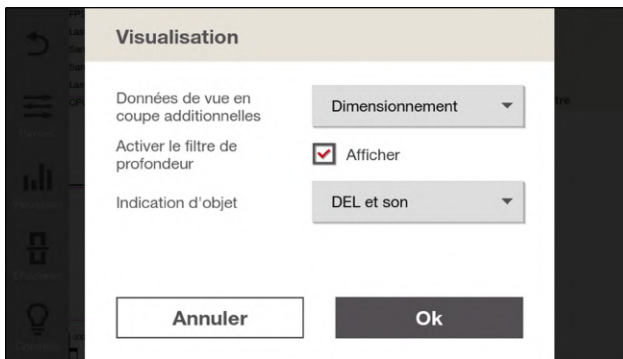 Visualisation
Données de vue en
coupe additionnelles
Dimensionnement
Activer le filtre de
profondeur
Afficher
Indication d'objet
DEL et son
Annuler
Ok